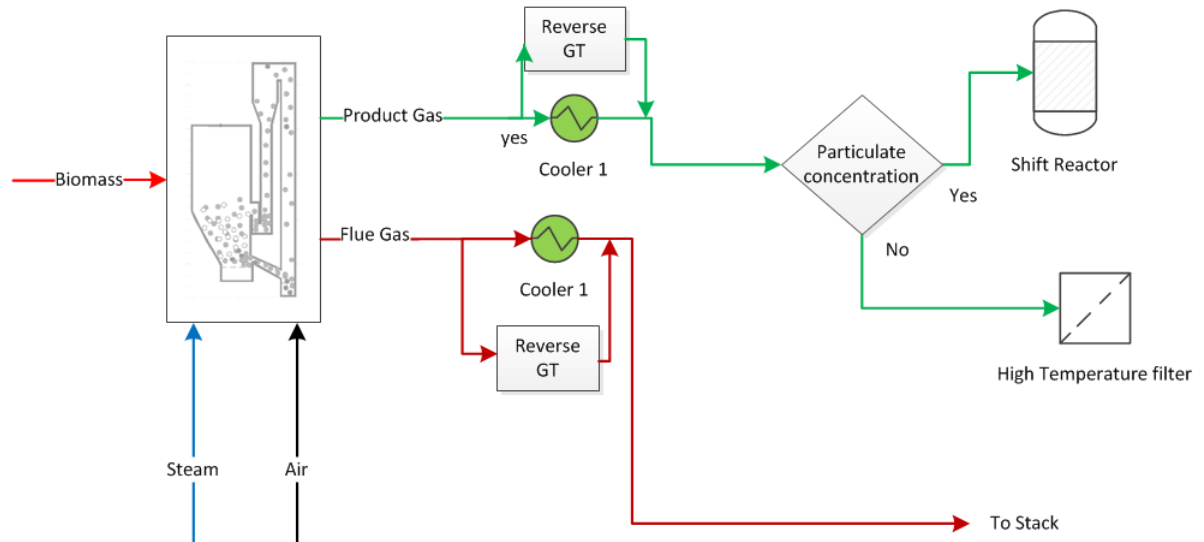 Reverse
GT
Product Gas
yes
Cooler 1
Particulate
concentration
Yes
Shift Reactor
Biomass
Flue Gas
Cooler 1
No
Reverse
GT
High Temperature filter
Steam
Air
To Stack